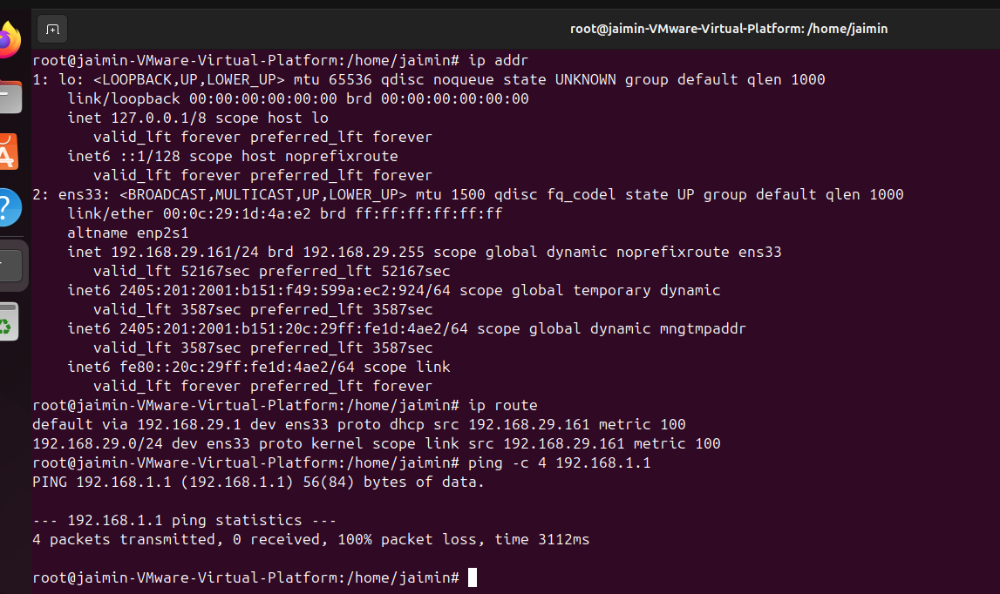 root@jaimin-VMware-Virtual-Platform: /home/jaimin
root@jaimin-VMware-Virtual-Platform:/home/jaimin# ip addr
1: lo: <LOOPBACK,UP,LOWER_UP> mtu 65536 qdisc noqueue state UNKNOWN group default qlen 1000
    link/loopback 00:00:00:00:00:00 brd 00:00:00:00:00:00
    inet 127.0.0.1/8 scope host lo
       valid_lft forever preferred_lft forever
    inet6 ::1/128 scope host noprefixroute
       valid_lft forever preferred_lft forever
2: ens33: <BROADCAST,MULTICAST,UP,LOWER_UP> mtu 1500 qdisc fq_codel state UP group default qlen 1000
    link/ether 00:0c:29:1d:4a:e2 brd ff:ff:ff:ff:ff:ff
    altname enp2s1
    inet 192.168.29.161/24 brd 192.168.29.255 scope global dynamic noprefixroute ens33
       valid_lft 52167sec preferred_lft 52167sec
    inet6 2405:201:2001:b151:f49:599a:ec2:924/64 scope global temporary dynamic
       valid_lft 3587sec preferred_lft 3587sec
    inet6 2405:201:2001:b151:20c:29ff:fe1d:4ae2/64 scope global dynamic mngtmpaddr
       valid_lft 3587sec preferred_lft 3587sec
    inet6 fe80::20c:29ff:fe1d:4ae2/64 scope link
       valid_lft forever preferred_lft forever
root@jaimin-VMware-Virtual-Platform:/home/jaimin# ip route
default via 192.168.29.1 dev ens33 proto dhcp src 192.168.29.161 metric 100
192.168.29.0/24 dev ens33 proto kernel scope link src 192.168.29.161 metric 100
root@jaimin-VMware-Virtual-Platform:/home/jaimin# ping -c 4 192.168.1.1
PING 192.168.1.1 (192.168.1.1) 56(84) bytes of data.

--- 192.168.1.1 ping statistics ---
4 packets transmitted, 0 received, 100% packet loss, time 3112ms

root@jaimin-VMware-Virtual-Platform:/home/jaimin#